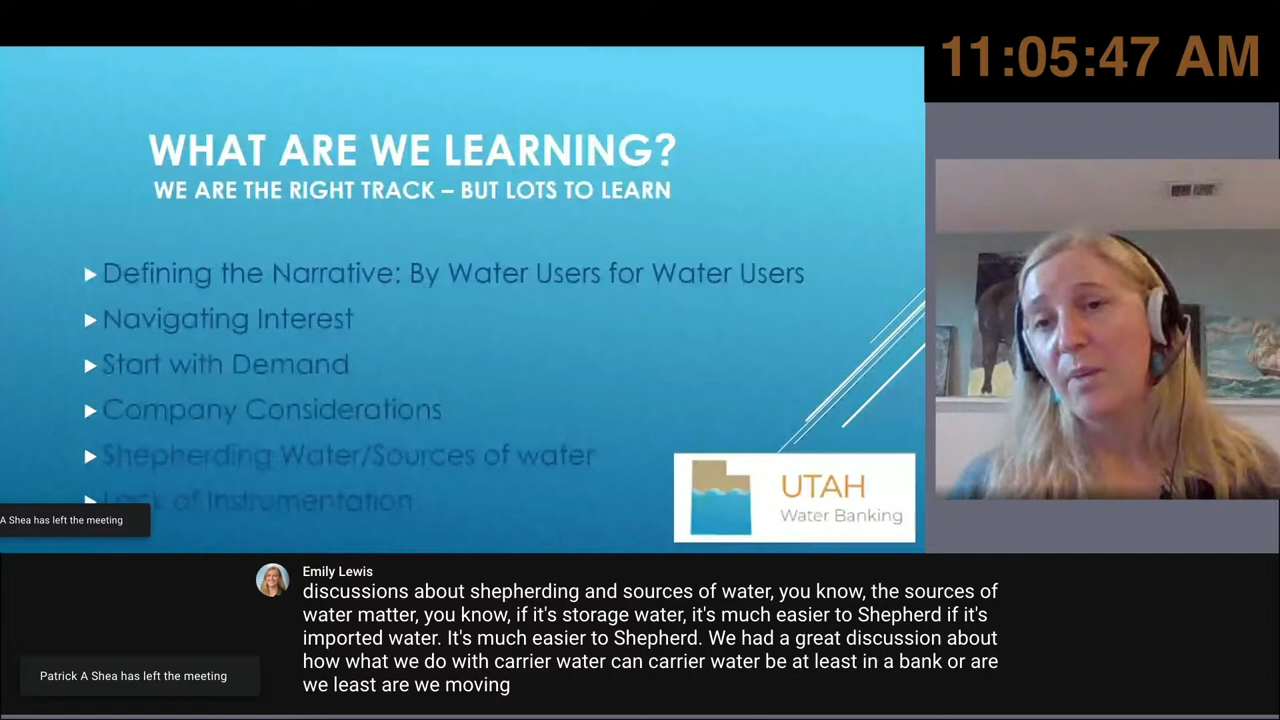 11:05:47 AM
WHAT ARE WE LEARNING?
WE ARE THE RIGHT TRACK – BUT LOTS TO LEARN
Defining the Narrative: By Water Users for Water Users
Navigating Interest
Start with Demand
Company Considerations
Shepherding Water/Sources of water
Lack of Instrumentation
UTAH
Water Banking
A Shea has left the meeting
Emily Lewis
discussions about shepherding and sources of water, you know, the sources of
water matter, you know, if it's storage water, it's much easier to Shepherd if it's
imported water. It's much easier to Shepherd. We had a great discussion about
how what we do with carrier water can carrier water be at least in a bank or are
we least are we moving
Patrick A Shea has left the meeting